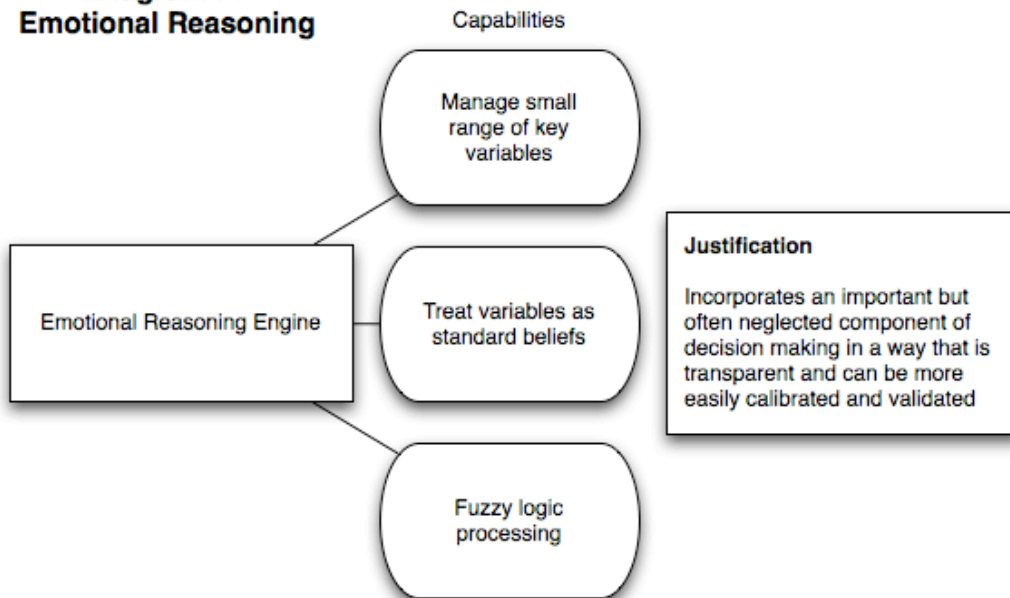 Emotional Reasoning
Capabilities
Manage small
range of key
variables
Emotional Reasoning Engine
Treat variables as
standard beliefs
Fuzzy logic
processing
Justification
Incorporates an important but
often neglected component of
decision making in a way that is
transparent and can be more
easily calibrated and validated